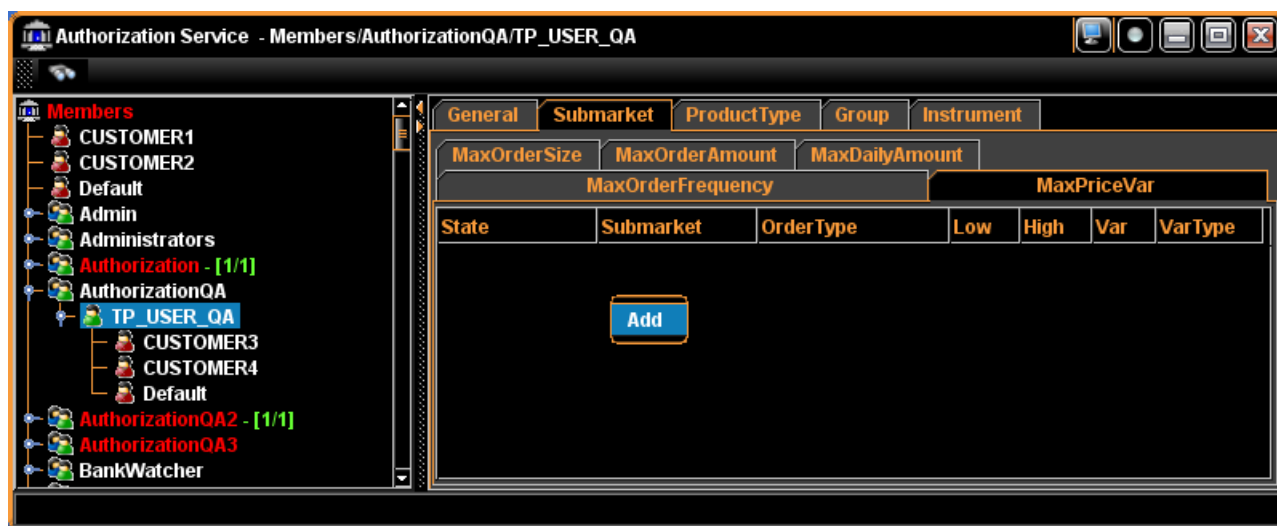 Authorization Service - Members/AuthorizationQA/TP_USER_QA
Members
CUSTOMER1
CUSTOMER2
Default
Admin
Administrators
Authorization - [1/1]
AuthorizationQA
TP_USER_QA
CUSTOMER3
CUSTOMER4
Default
AuthorizationQA2 - [1/1]
AuthorizationQA3
BankWatcher
General Submarket ProductType Group Instrument
MaxOrderSize MaxOrderAmount MaxDailyAmount
MaxOrderFrequency MaxPriceVar
State Submarket OrderType Low High Var VarType
Add